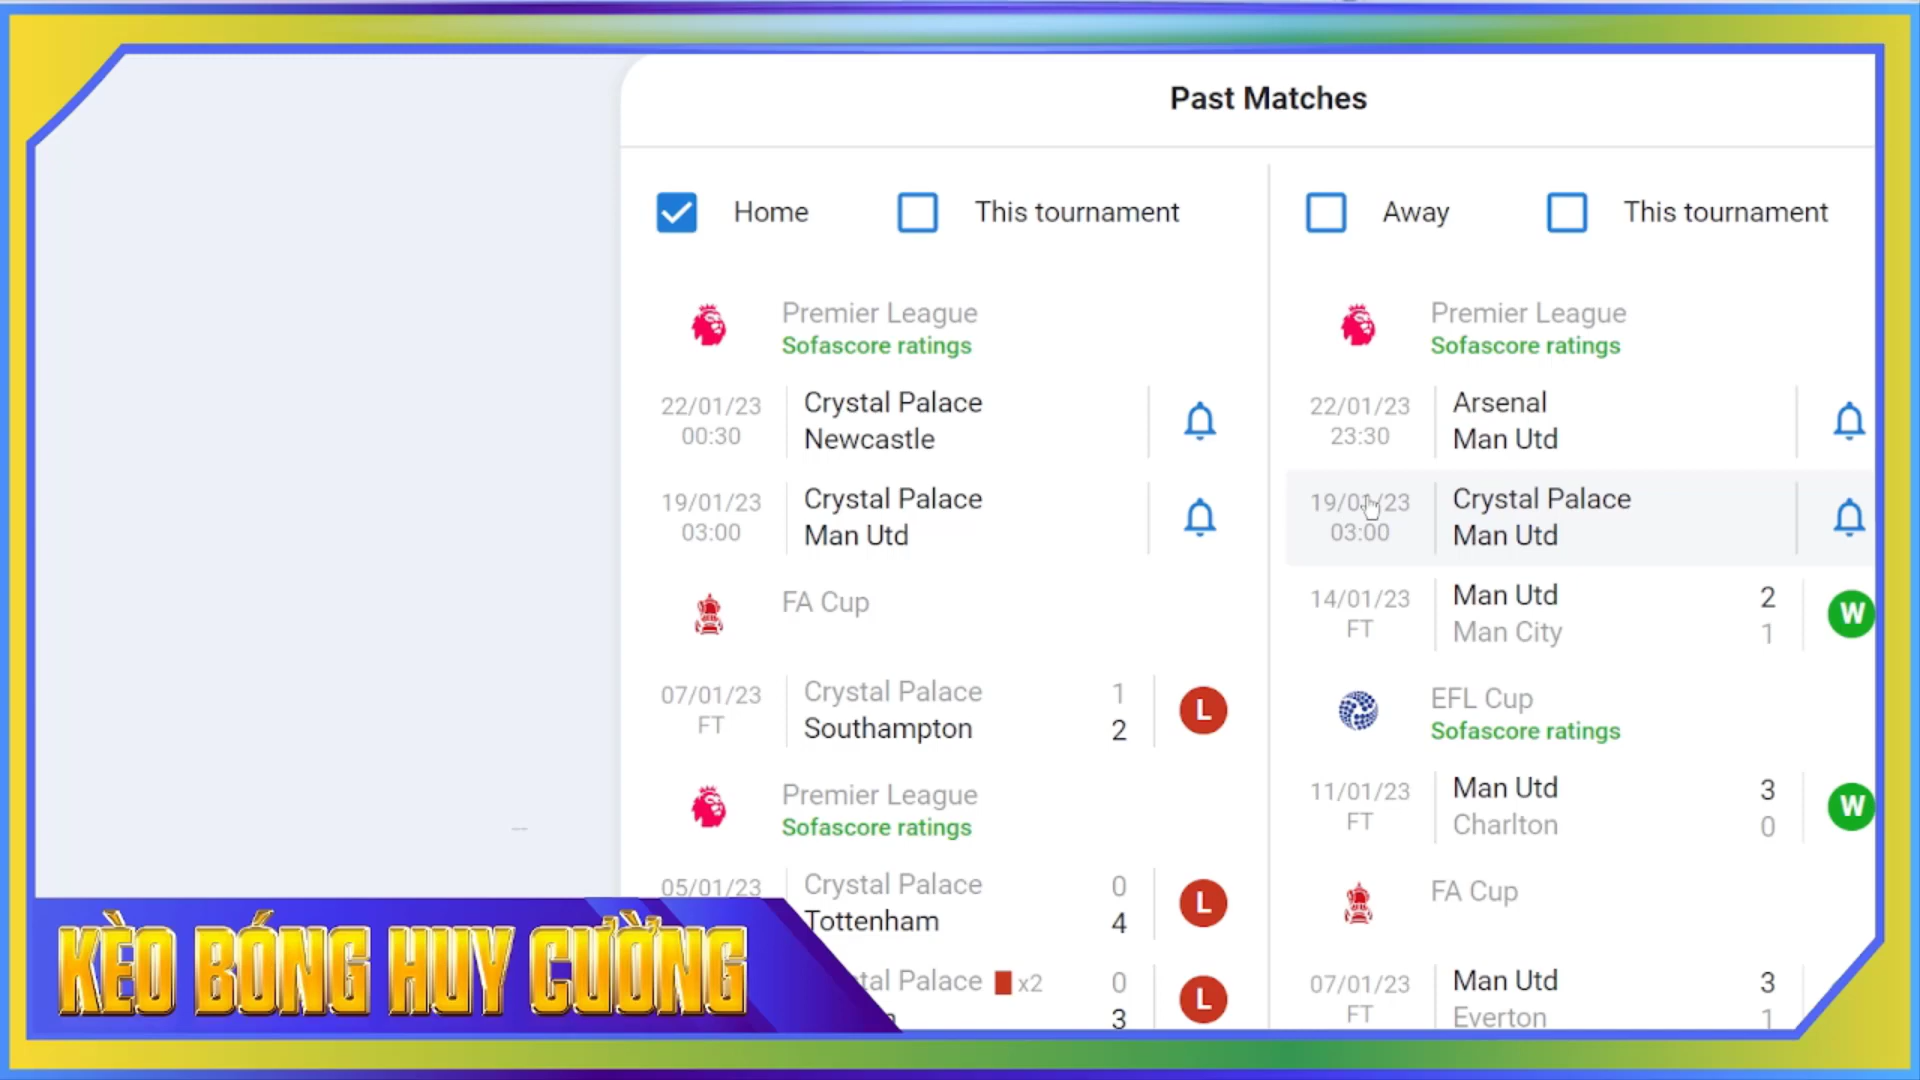 Past Matches
Home
This tournament
Away
This tournament
Premier League
Sofascore ratings
22/01/23
00:30
Crystal Palace
Newcastle
19/01/23
03:00
Crystal Palace
Man Utd
FA Cup
07/01/23
FT
Crystal Palace 1
Southampton 2
L
Premier League
Sofascore ratings
05/01/23
Crystal Palace 0
Tottenham 4
L
tal Palace x2 0
3
L
Premier League
Sofascore ratings
22/01/23
23:30
Arsenal
Man Utd
19/01/23
03:00
Crystal Palace
Man Utd
14/01/23
FT
Man Utd 2
Man City 1
W
EFL Cup
Sofascore ratings
11/01/23
FT
Man Utd 3
Charlton 0
W
FA Cup
07/01/23
FT
Man Utd 3
Everton 1
KÈO BÓNG HUY CƯỜNG